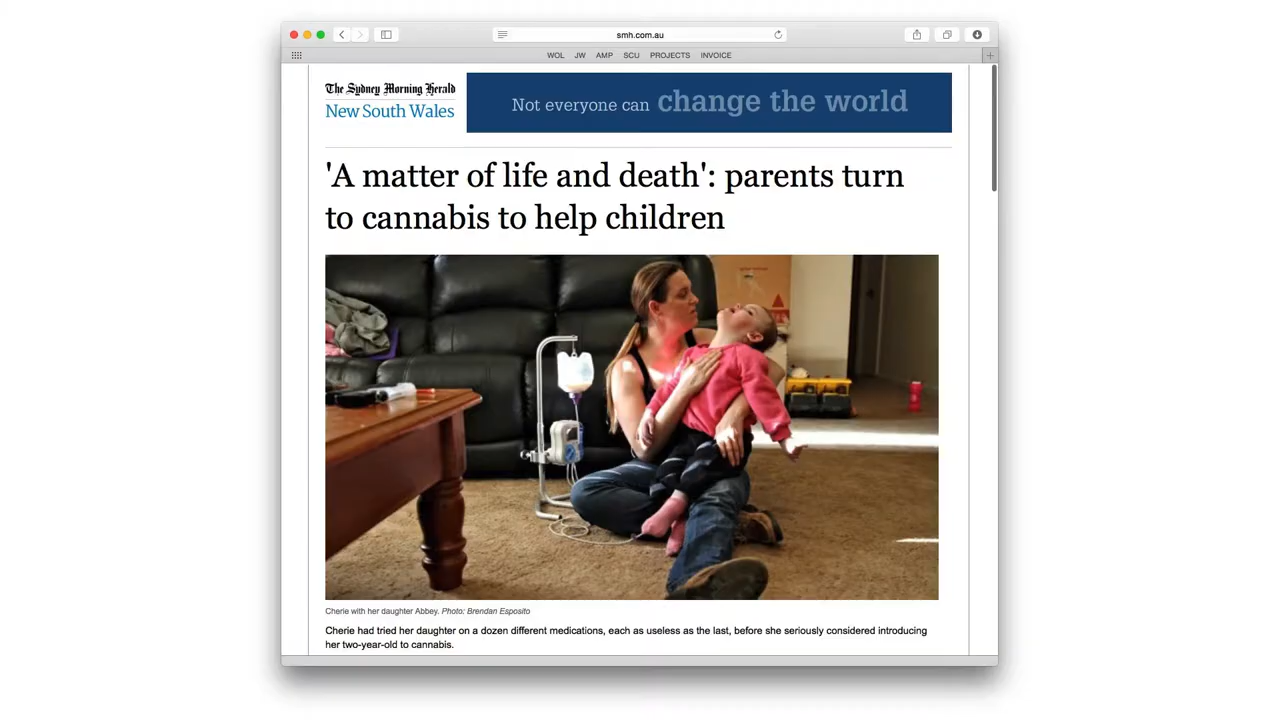 smh.com.au
WOL JW AMP SCU PROJECTS INVOICE
The Sydney Morning Herald
New South Wales
Not everyone can change the world
'A matter of life and death': parents turn
to cannabis to help children
Cherie with her daughter Abbey. Photo: Brendan Esposito
Cherie had tried her daughter on a dozen different medications, each as useless as the last, before she seriously considered introducing
her two-year-old to cannabis.